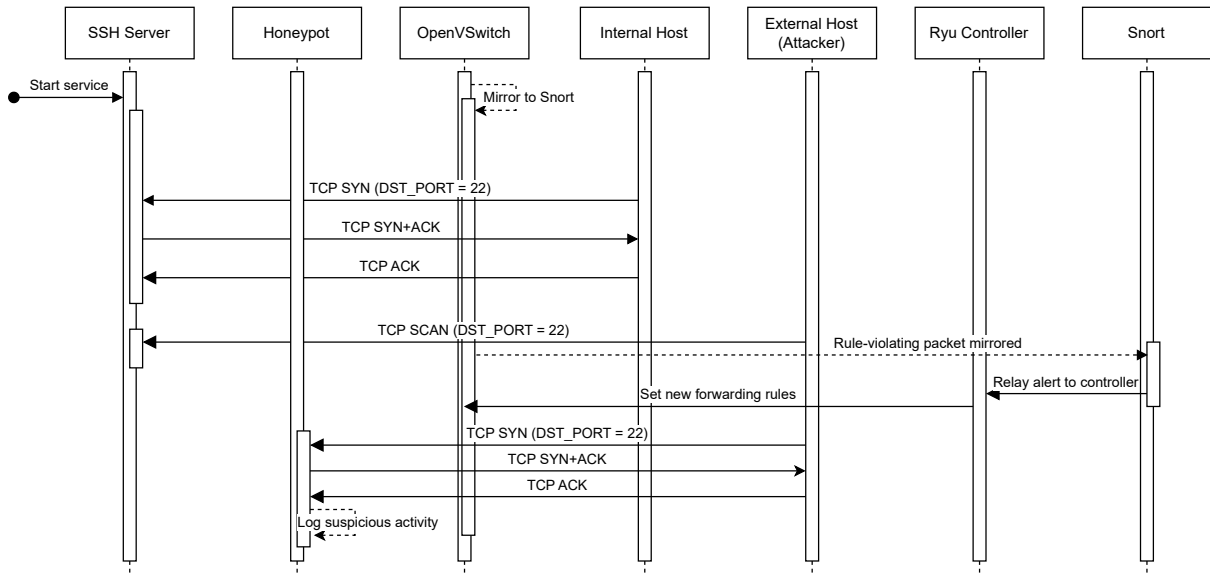 SSH Server
Honeypot
OpenVSwitch
Internal Host
External Host
(Attacker)
Ryu Controller
Snort
Start service
Mirror to Snort
TCP SYN (DST_PORT = 22)
TCP SYN+ACK
TCP ACK
TCP SCAN (DST_PORT = 22)
Rule-violating packet mirrored
Relay alert to controller
Set new forwarding rules
TCP SYN (DST_PORT = 22)
TCP SYN+ACK
TCP ACK
Log suspicious activity